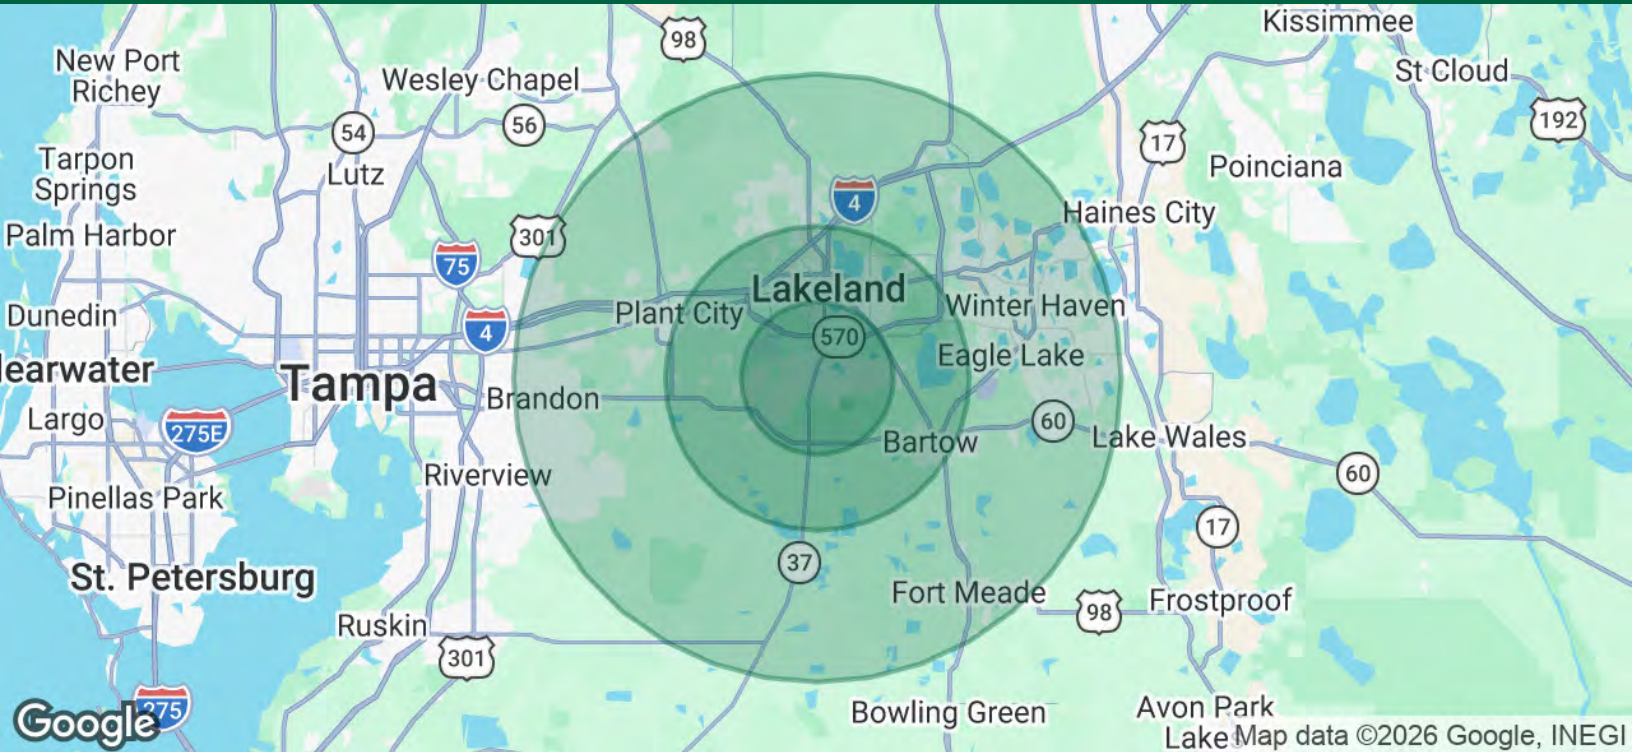 Kissimmee
98
New Port
Richey
St Cloud
Wesley Chapel
192
54
56
17
Tarpon
Springs
Lutz
Poinciana
4
Haines City
Palm Harbor
301
75
Lakeland
Winter Haven
Plant City
Dunedin
4
570
Eagle Lake
earwater
Tampa
Brandon
Largo
60
275E
Bartow
Lake Wales
60
Riverview
Pinellas Park
17
37
St. Petersburg
Fort Meade
Frostproof
98
Ruskin
301
275
Google
Bowling Green
Avon Park
Lakes
Map data ©2026 Google, INEGI